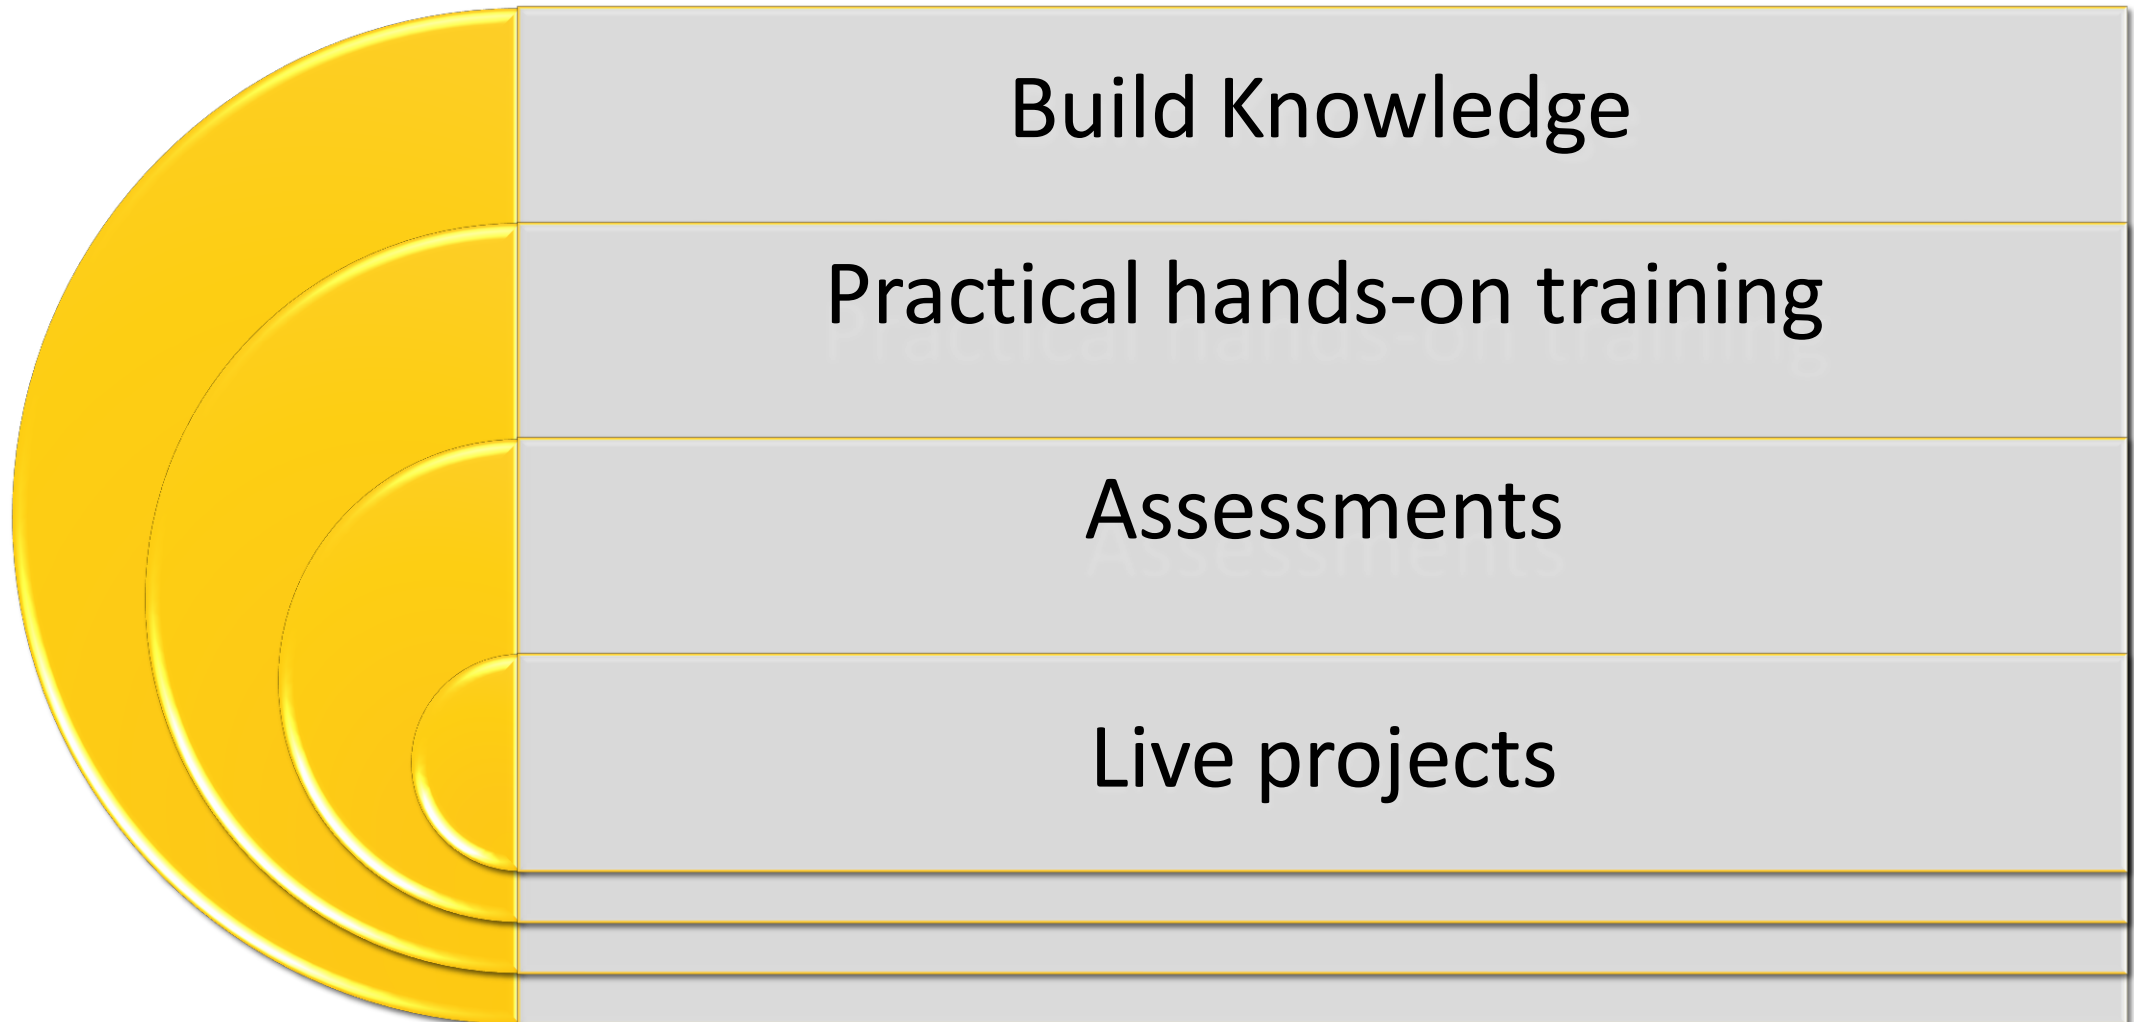 Build Knowledge
Practical hands-on training
Assessments
Live projects